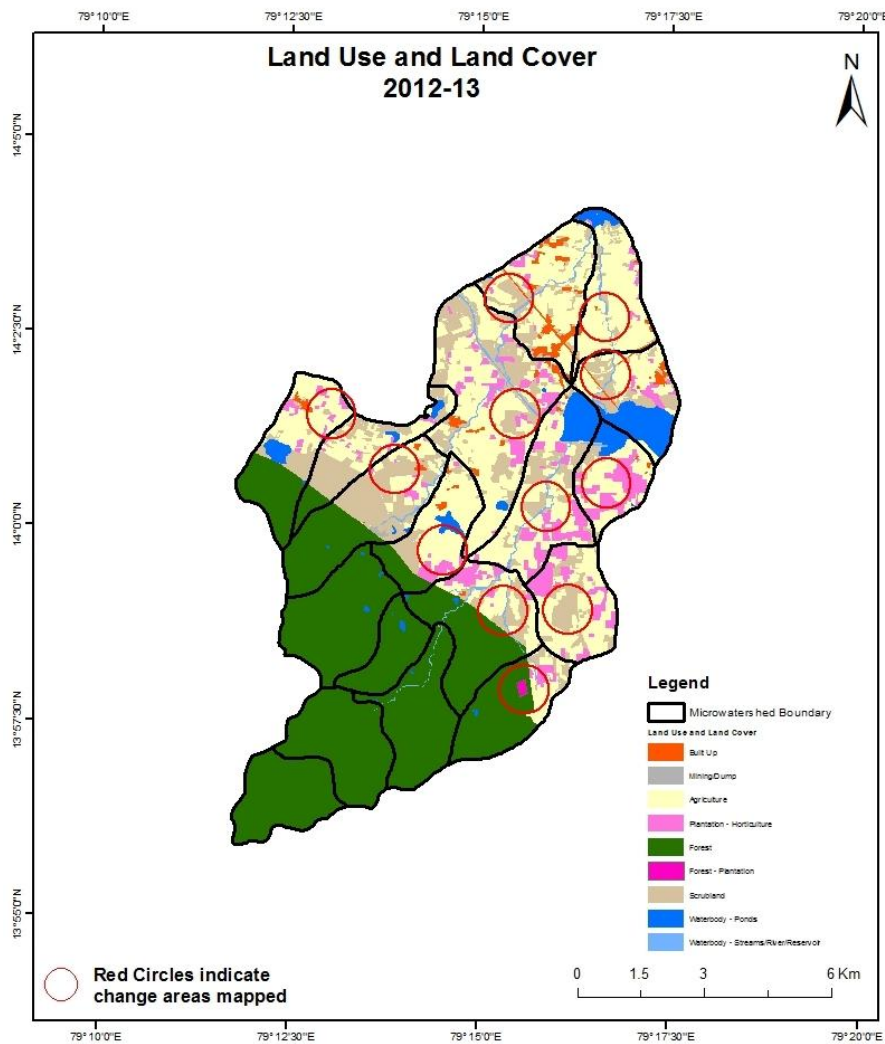 79°10'0"E 79°12'30"E 79°15'0"E 79°17'30"E 79°20'0"E
Land Use and Land Cover
2012-13
N
14°5'0"N
14°2'30"N
14°0'0"N
13°57'30"N
13°55'0"N
Legend
Microwatershed Boundary
Land Use and Land Cover
Built Up
Mining/Dump
Agriculture
Plantation - Horticulture
Forest
Forest - Plantation
Scrubland
Waterbody - Ponds
Waterbody - Streams/River/Reservoir
Red Circles indicate
change areas mapped
0 1.5 3 6 Km
79°10'0"E 79°12'30"E 79°15'0"E 79°17'30"E 79°20'0"E